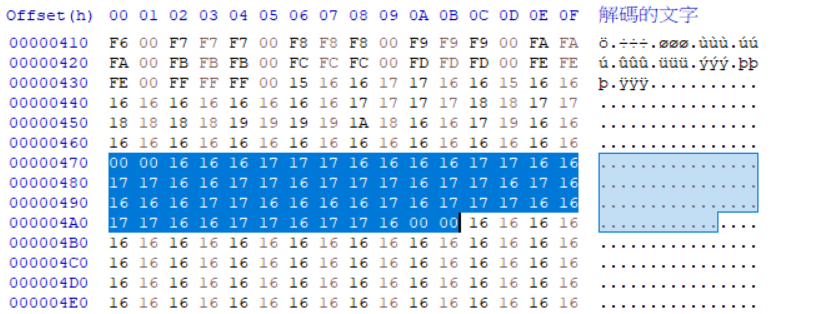 Offset(h) 00 01 02 03 04 05 06 07 08 09 0A 0B 0C 0D 0E 0F 解碼的文字
00000410 F6 00 F7 F7 F7 00 F8 F8 F8 00 F9 F9 F9 00 FA FA ö.÷÷÷.øøø.ùùù.úú
00000420 FA 00 FB FB FB 00 FC FC FC 00 FD FD FD 00 FE FE ú.ûûû.üüü.ýýý.þþ
00000430 FE 00 FF FF FF 00 15 16 16 17 17 16 16 15 16 16 þ.ÿÿÿ...........
00000440 16 16 16 16 16 16 16 16 17 17 17 17 18 18 17 17 ................
00000450 18 18 18 18 19 19 19 19 1A 18 16 16 17 19 16 16 ................
00000460 16 16 16 16 16 16 16 16 16 16 16 16 16 16 16 16 ................
00000470 00 00 16 16 16 17 17 17 16 16 16 16 17 17 16 16 ................
00000480 17 17 16 16 17 17 16 16 17 16 17 17 16 17 16 ................
00000490 16 16 16 17 16 16 16 16 16 17 16 17 17 17 16 16 ................
000004A0 17 17 16 17 17 16 17 17 16 00 00 16 16 16 16 ................
000004B0 16 16 16 16 16 16 16 16 16 16 16 16 16 16 16 16 ................
000004C0 16 16 16 16 16 16 16 16 16 16 16 16 16 16 16 16 ................
000004D0 16 16 16 16 16 16 16 16 16 16 16 16 16 16 16 16 ................
000004E0 16 16 16 16 16 16 16 16 16 16 16 16 16 16 16 16 ................